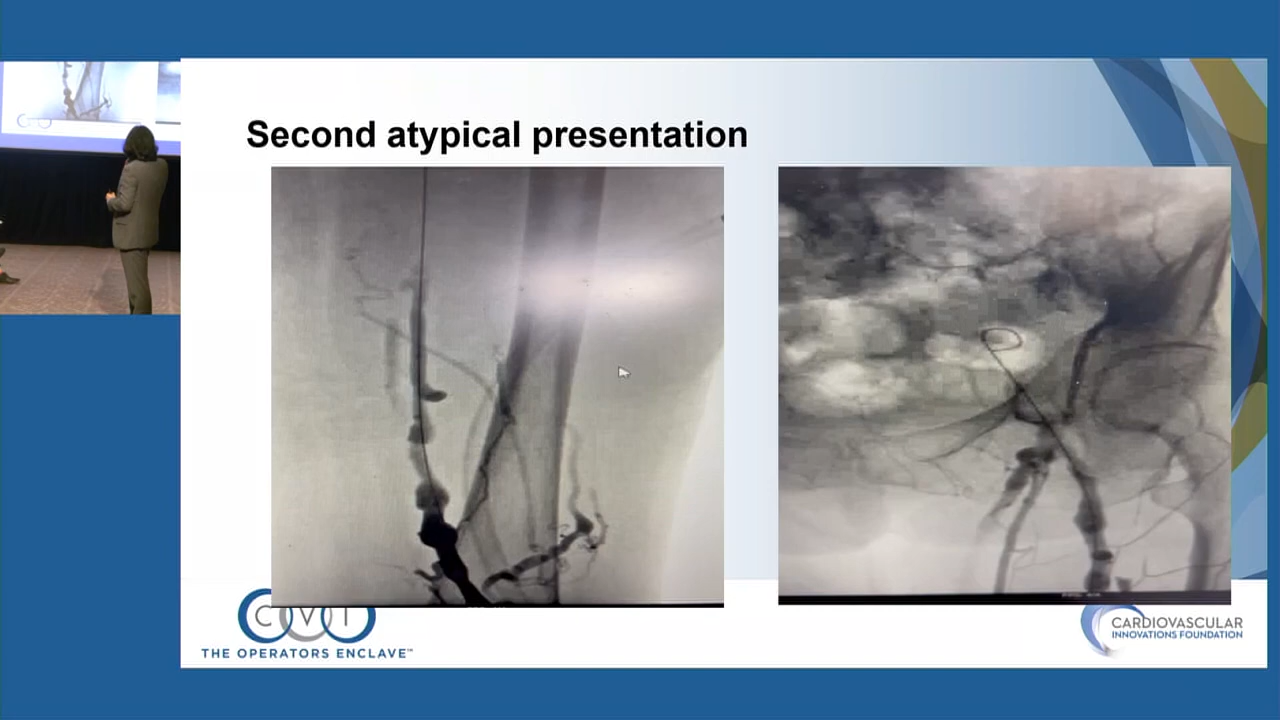 Second atypical presentation
CVI
THE OPERATORS ENCLAVE™
CARDIOVASCULAR
INNOVATIONS FOUNDATION